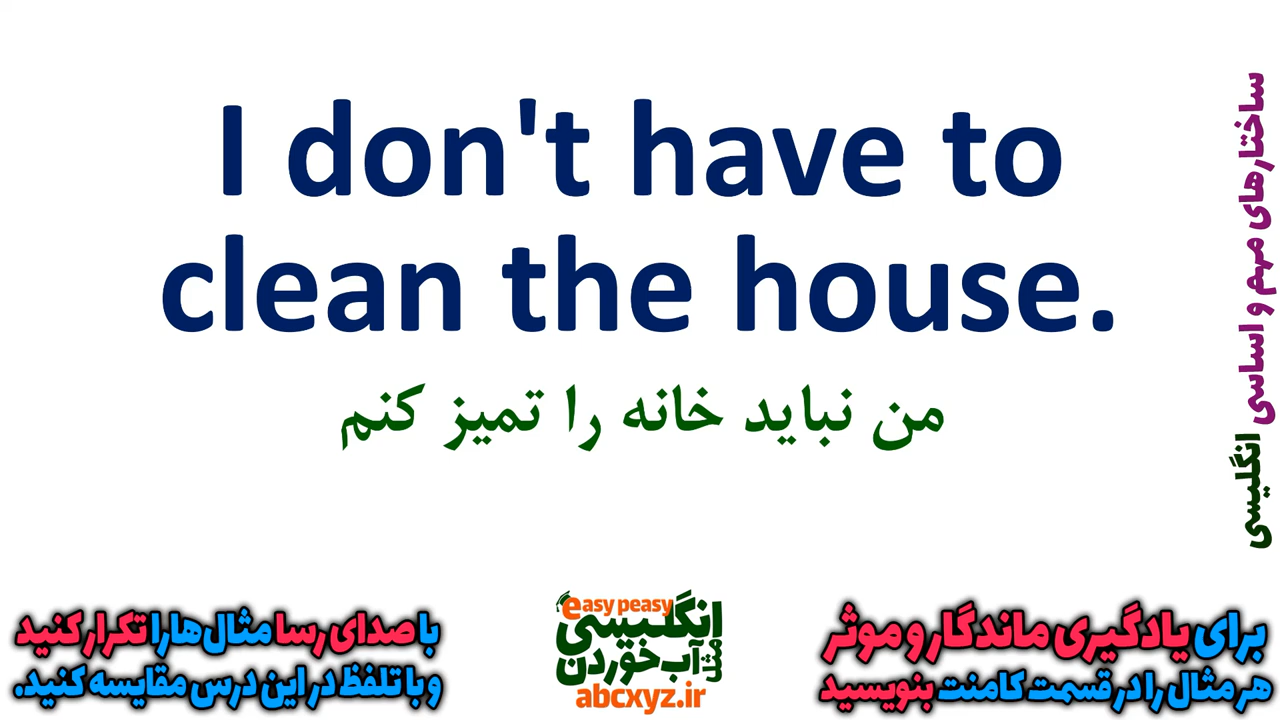 I don't have to
clean the house.
من نباید خانه را تمیز کنم
ساختارهای مهم و اساسی انگلیسی
برای یادگیری ماندگار و موثر
هر مثال را در قسمت کامنت بنویسید
easy peasy
انگلیسی
مثل آب خوردن
abcxyz.ir
با صدای رسا مثال‌ها را تکرار کنید
و با تلفظ در این درس مقایسه کنید.